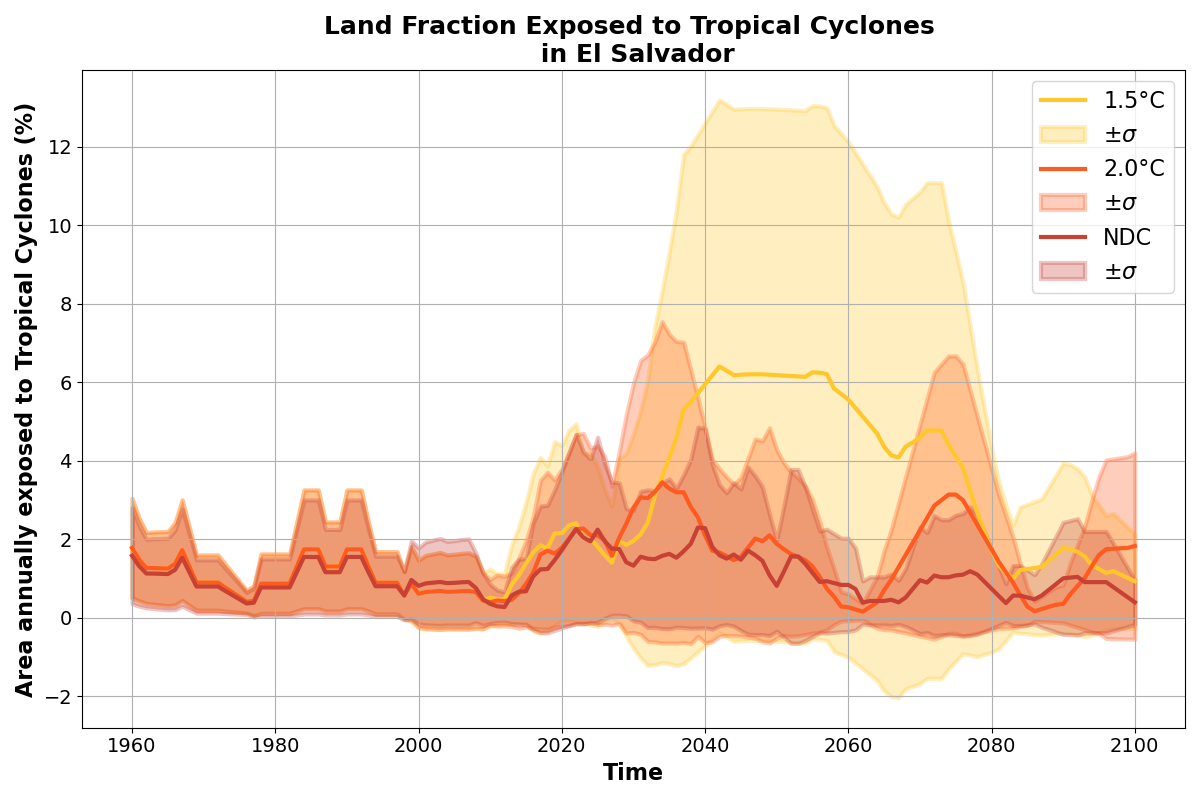 Land Fraction Exposed to Tropical Cyclones
in El Salvador
Area annually exposed to Tropical Cyclones (%)
12
10
8
6
4
2
0
−2
1.5°C
±σ
2.0°C
±σ
NDC
±σ
1960 1980 2000 2020 2040 2060 2080 2100
Time